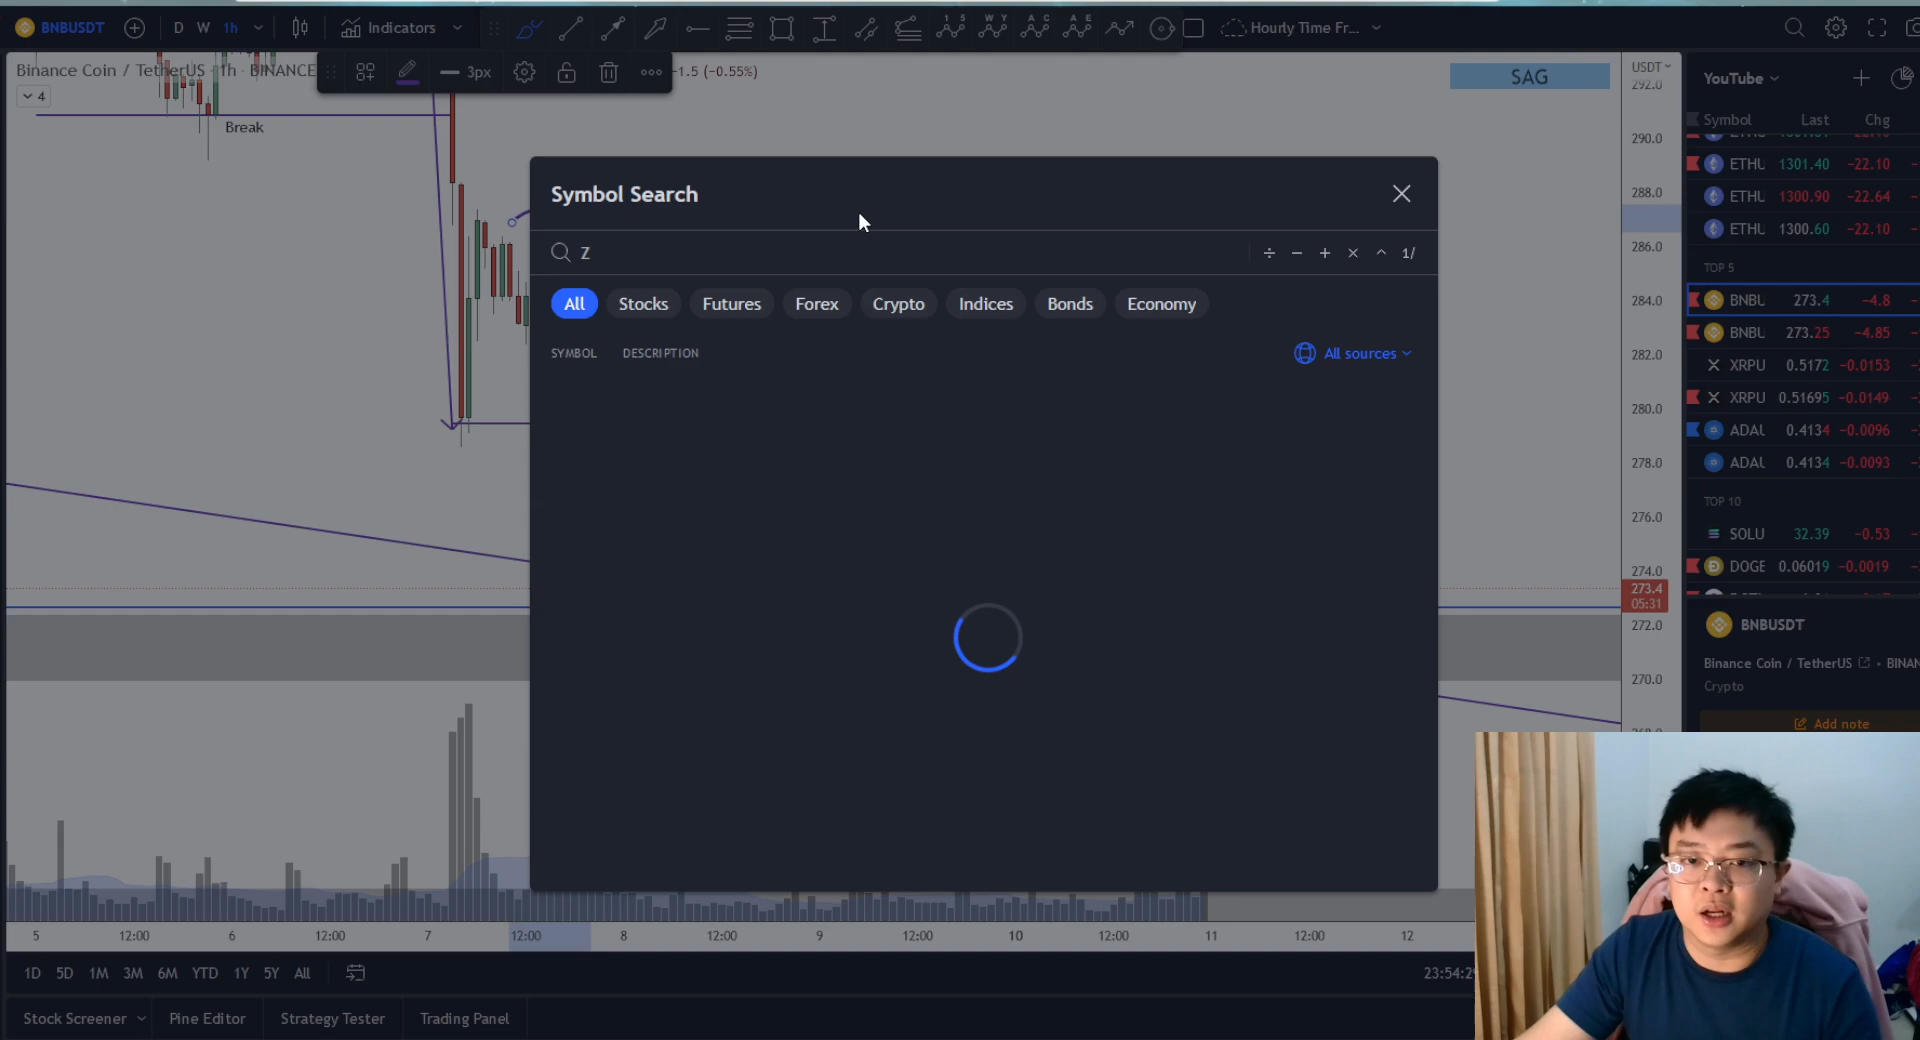 BNBUSDT D W 1h Indicators Hourly Time Fr...
Binance Coin / TetherUS · 1h · BINANCE 3px −1.5 (−0.55%)
4
Break
SAG
USDT
292.0
290.0
288.0
286.0
284.0
282.0
280.0
278.0
276.0
274.0
273.4
05:31
272.0
270.0
Symbol Search
Z
÷ − + × ^ 1/
All Stocks Futures Forex Crypto Indices Bonds Economy
SYMBOL DESCRIPTION All sources
YouTube
Symbol Last Chg
ETHU 1301.40 −22.10
ETHU 1300.90 −22.64
ETHU 1300.60 −22.10
TOP 5
BNBU 273.4 −4.8
BNBU 273.25 −4.85
XRPU 0.5172 −0.0153
XRPU 0.51695 −0.0149
ADAU 0.4134 −0.0096
ADAU 0.4134 −0.0093
TOP 10
SOLU 32.39 −0.53
DOGE 0.06019 −0.0019
BNBUSDT
Binance Coin / TetherUS • BINAN
Crypto
Add note
5 12:00 6 12:00 7 12:00 8 12:00 9 12:00 10 12:00 11 12:00 12
1D 5D 1M 3M 6M YTD 1Y 5Y All
Stock Screener Pine Editor Strategy Tester Trading Panel